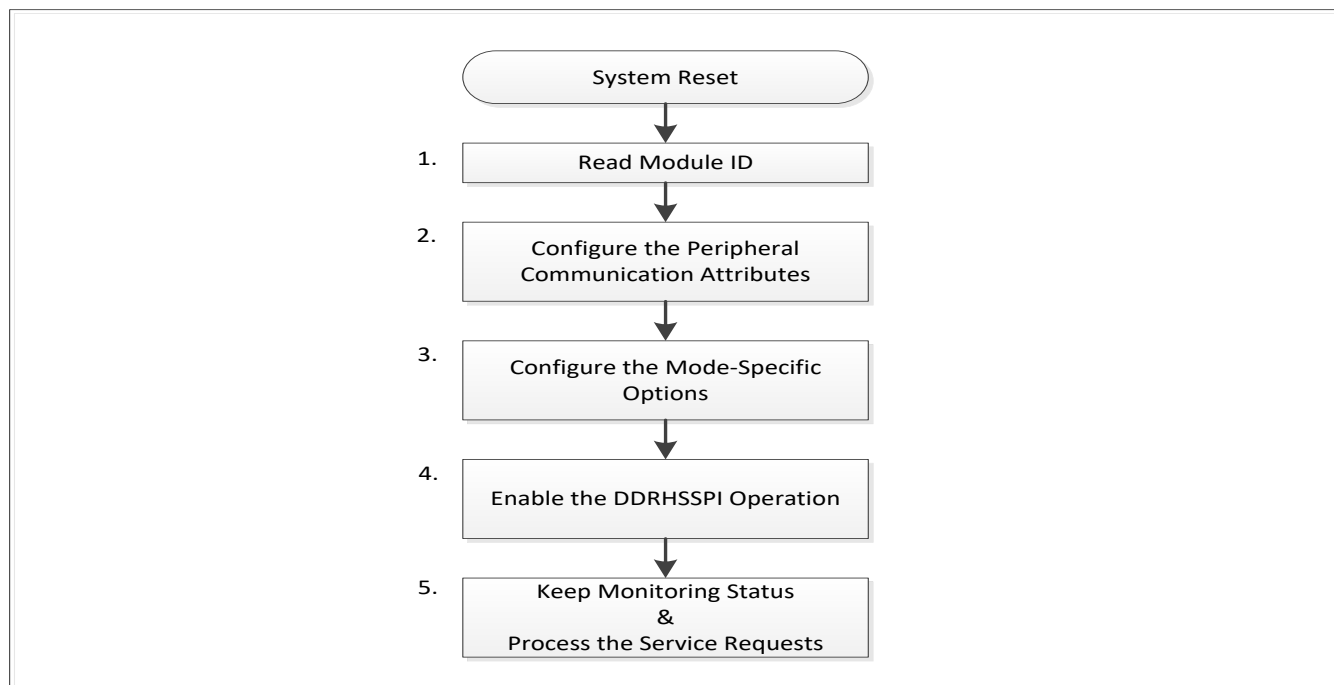 System Reset
1.
Read Module ID
2.
Configure the Peripheral
Communication Attributes
3.
Configure the Mode-Specific
Options
4.
Enable the DDRHSSPI Operation
5.
Keep Monitoring Status
&
Process the Service Requests